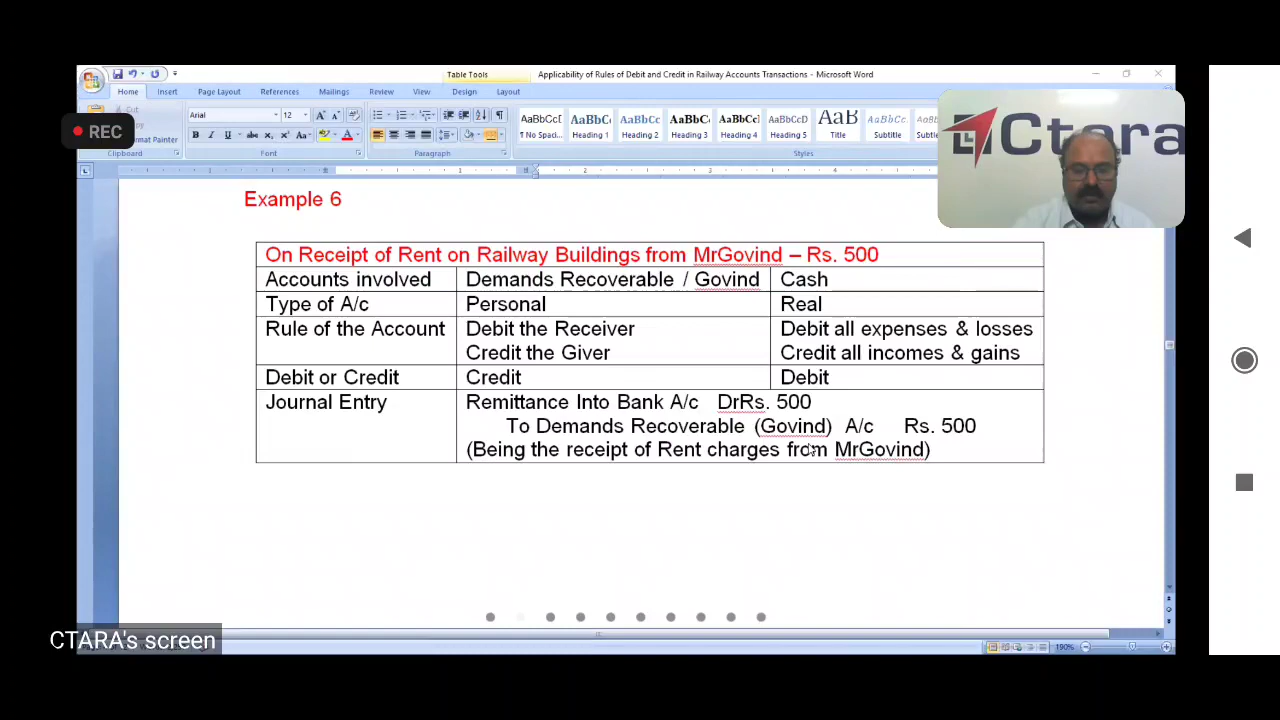 Table Tools
Applicability of Rules of Debit and Credit in Railway Accounts Transactions - Microsoft Word
Home Insert Page Layout References Mailings Review View Design Layout
Cut
Format Painter
REC
Arial 12
AaBbCcI AaBbCc AaBbCc AaBbCc AaBbCcI AaBbCcD AaB AaBbCc.
¶ No Spaci... Heading 1 Heading 2 Heading 3 Heading 4 Heading 5 Title Subtitle
Clipboard Font Paragraph Styles
Ctara
Example 6
On Receipt of Rent on Railway Buildings from MrGovind – Rs. 500
Accounts involved Demands Recoverable / Govind Cash
Type of A/c Personal Real
Rule of the Account Debit the Receiver Debit all expenses & losses
Credit the Giver Credit all incomes & gains
Debit or Credit Credit Debit
Journal Entry Remittance Into Bank A/c DrRs. 500
To Demands Recoverable (Govind) A/c Rs. 500
(Being the receipt of Rent charges from MrGovind)
CTARA's screen
190%